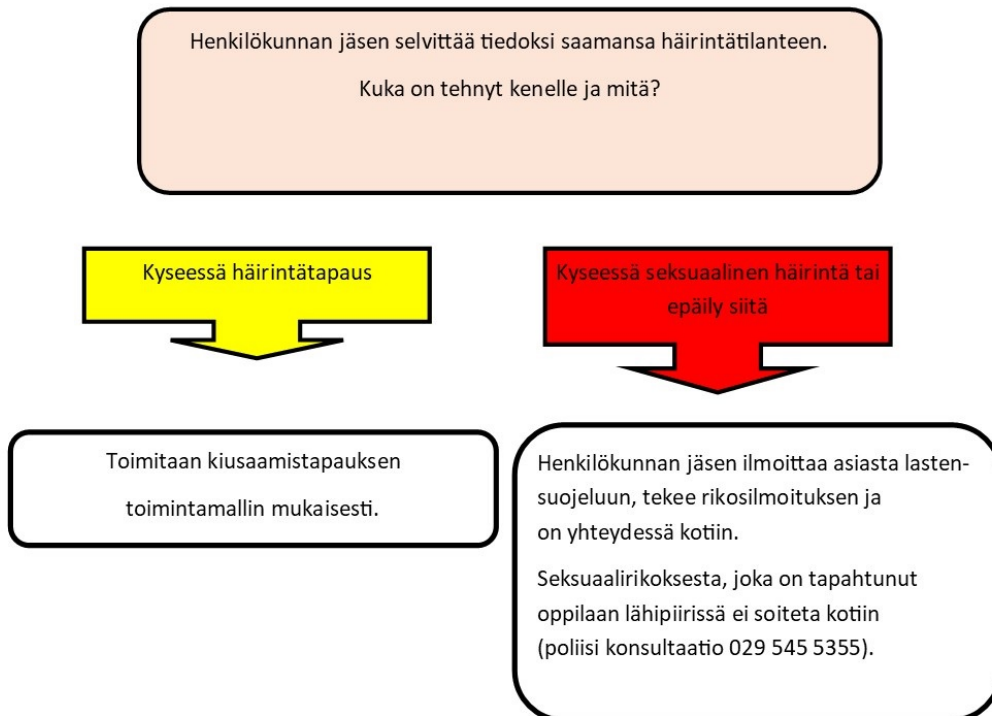 Henkilökunnan jäsen selvittää tiedoksi saamansa häirintätilanteen.
Kuka on tehnyt kenelle ja mitä?
Kyseessä häirintätapaus
Kyseessä seksuaalinen häirintä tai
epäily siitä
Toimitaan kiusaamistapauksen
toimintamallin mukaisesti.
Henkilökunnan jäsen ilmoittaa asiasta lasten-
suojeluun, tekee rikosilmoituksen ja
on yhteydessä kotiin.
Seksuaalirikoksesta, joka on tapahtunut
oppilaan lähipiirissä ei soiteta kotiin
(poliisi konsultaatio 029 545 5355).